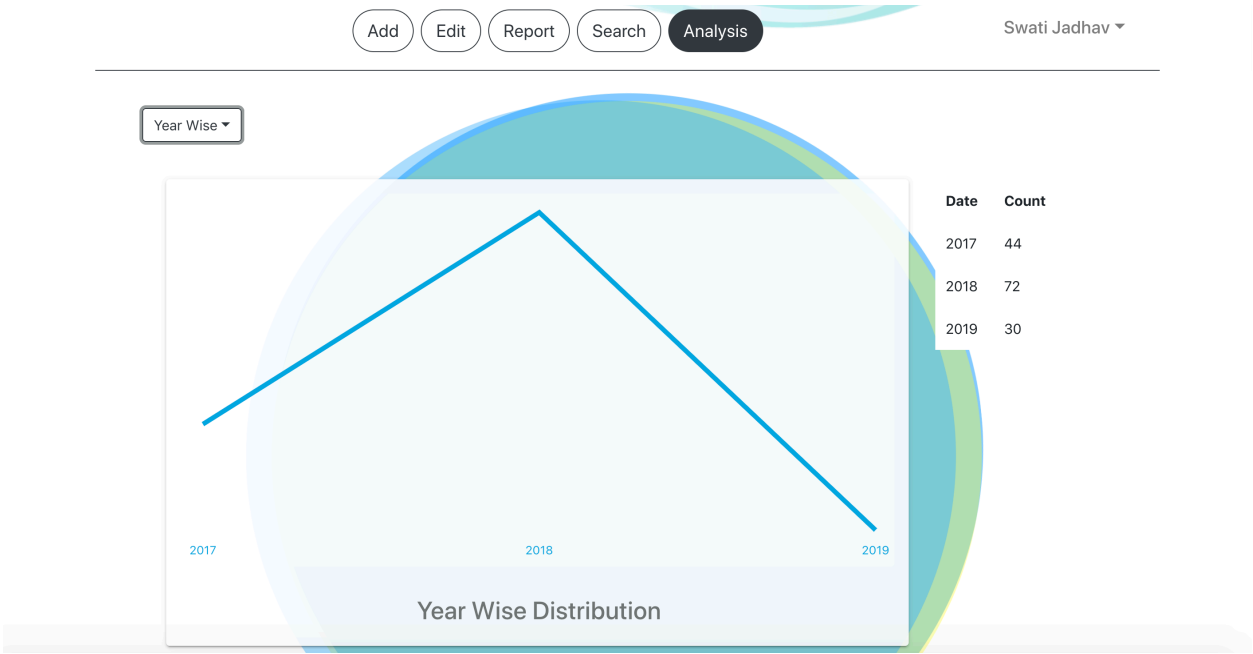 Add Edit Report Search Analysis Swati Jadhav
Year Wise
Date Count
2017 44
2018 72
2019 30
2017 2018 2019
Year Wise Distribution